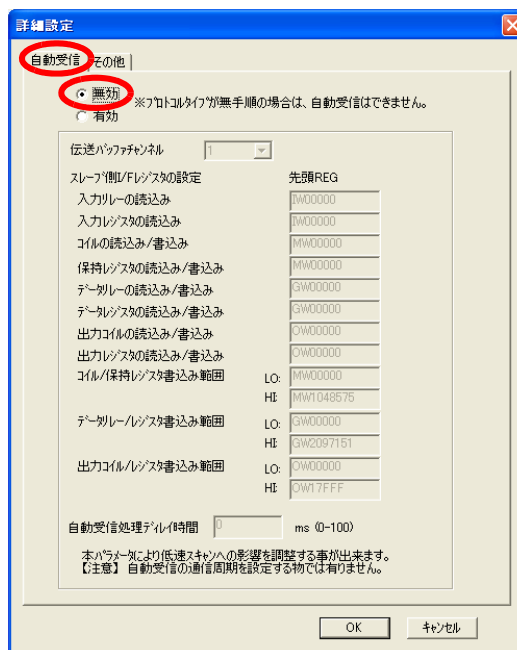 詳細設定
自動受信 その他
無効 ※プロトコルタイプが無手順の場合は、自動受信はできません。
有効
伝送バッファチャンネル 1
スレーブ側I/Fレジスタの設定 先頭REG
入力リレーの読込み IW00000
入力レジスタの読込み IW00000
コイルの読込み/書込み MW00000
保持レジスタの読込み/書込み MW00000
データリレーの読込み/書込み GW00000
データレジスタの読込み/書込み GW00000
出力コイルの読込み/書込み OW00000
出力レジスタの読込み/書込み OW00000
コイル/保持レジスタ書込み範囲 LO: MW00000
HI: MW1048575
データリレー/レジスタ書込み範囲 LO: GW00000
HI: GW2097151
出力コイル/レジスタ書込み範囲 LO: OW00000
HI: OW17FFF
自動受信処理ディレイ時間 0 ms (0-100)
本パラメータにより低速スキャンへの影響を調整する事が出来ます。
【注意】 自動受信の通信周期を設定する物では有りません。
OK キャンセル